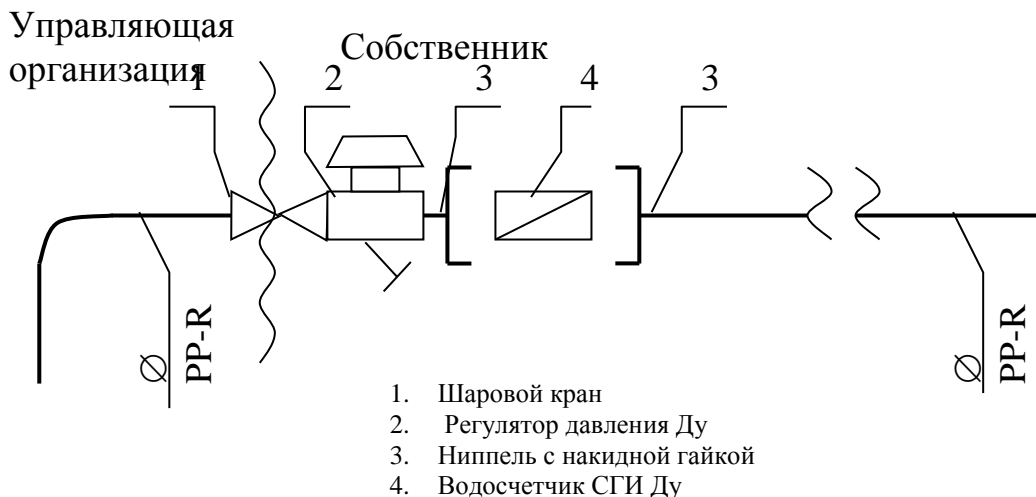 Управляющая
организация
Собственник
1
2
3
4
3
∅ PP-R
∅ PP-R
1. Шаровой кран
2. Регулятор давления Ду
3. Ниппель с накидной гайкой
4. Водосчетчик СГИ Ду